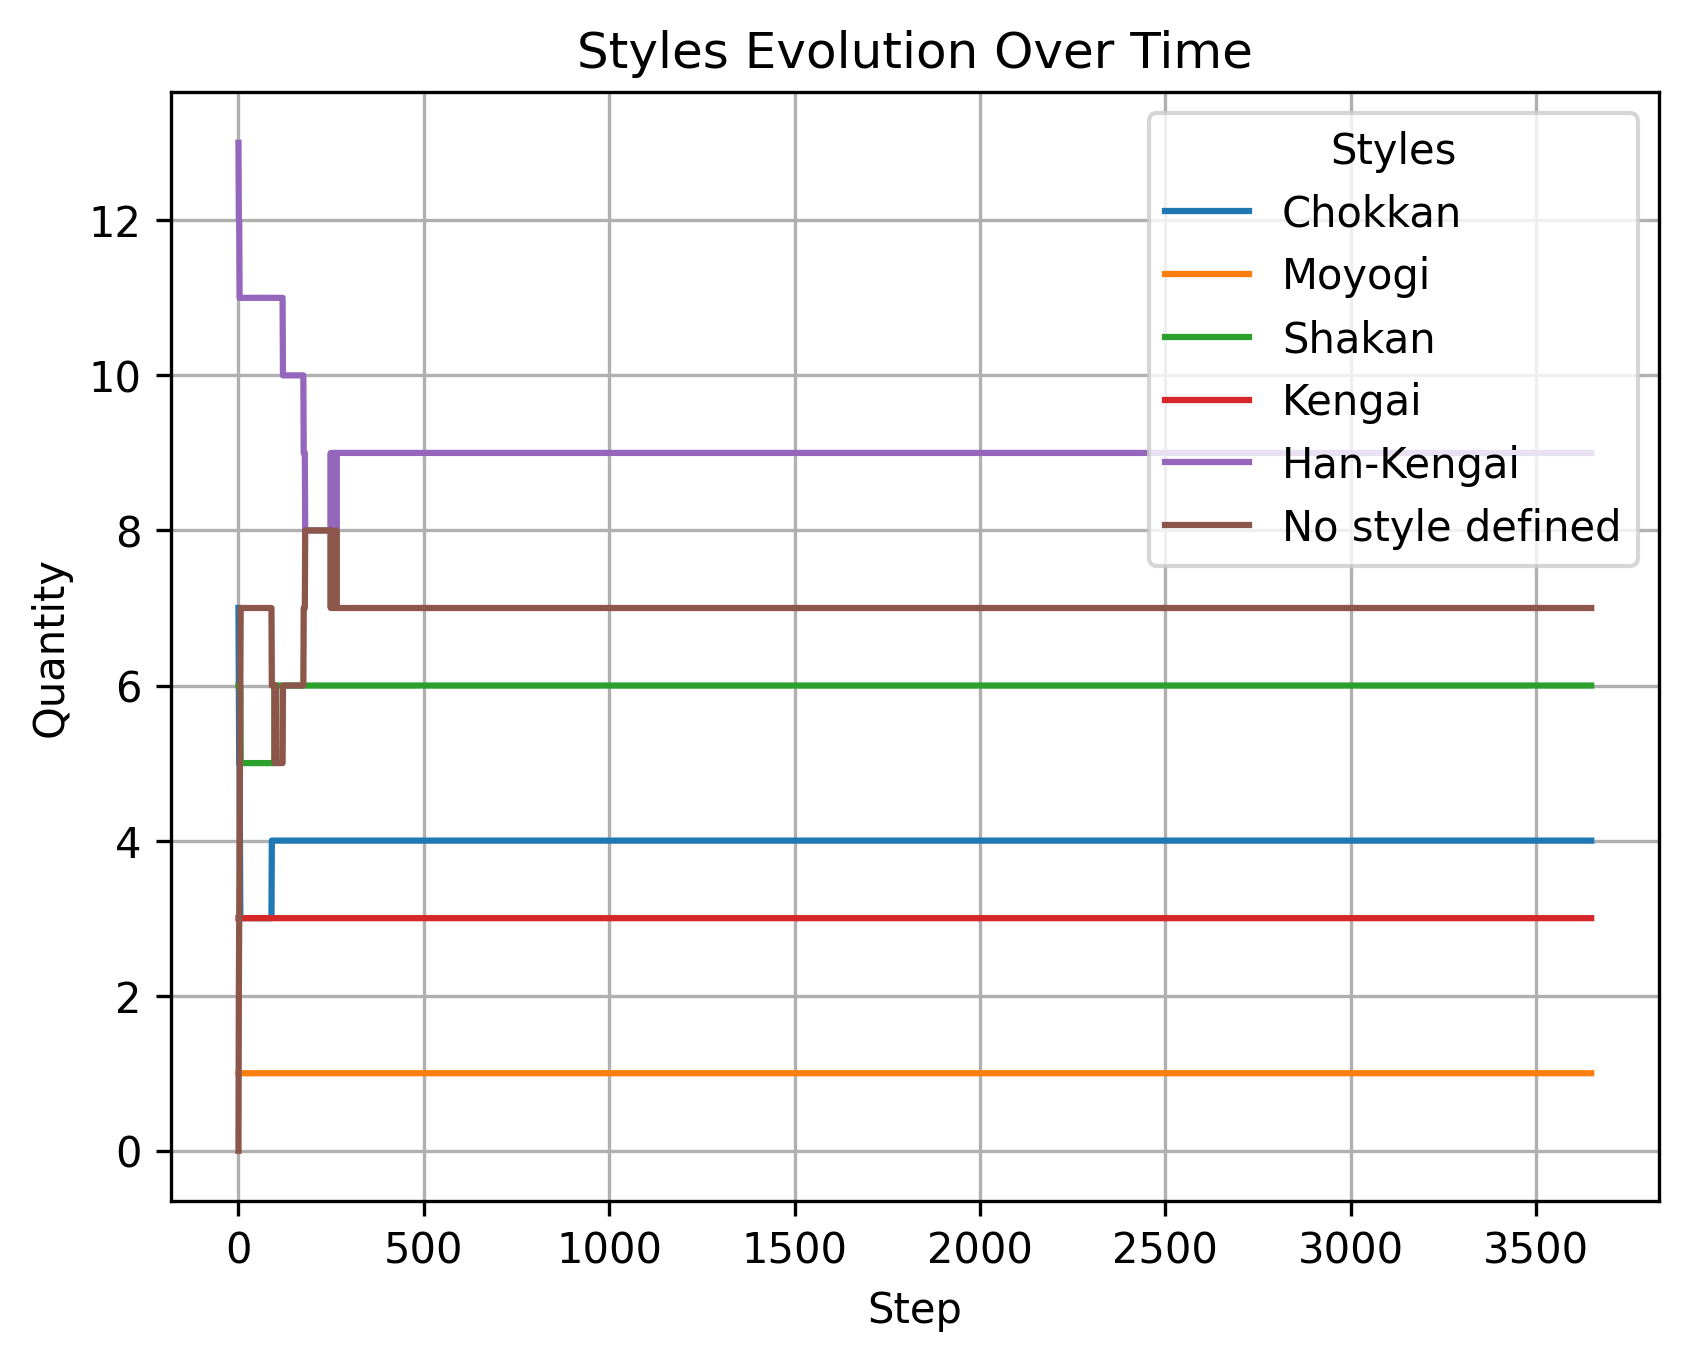 Styles Evolution Over Time
Styles
Chokkan
Moyogi
Shakan
Kengai
Han-Kengai
No style defined
Quantity
12
10
8
6
4
2
0
0 500 1000 1500 2000 2500 3000 3500
Step